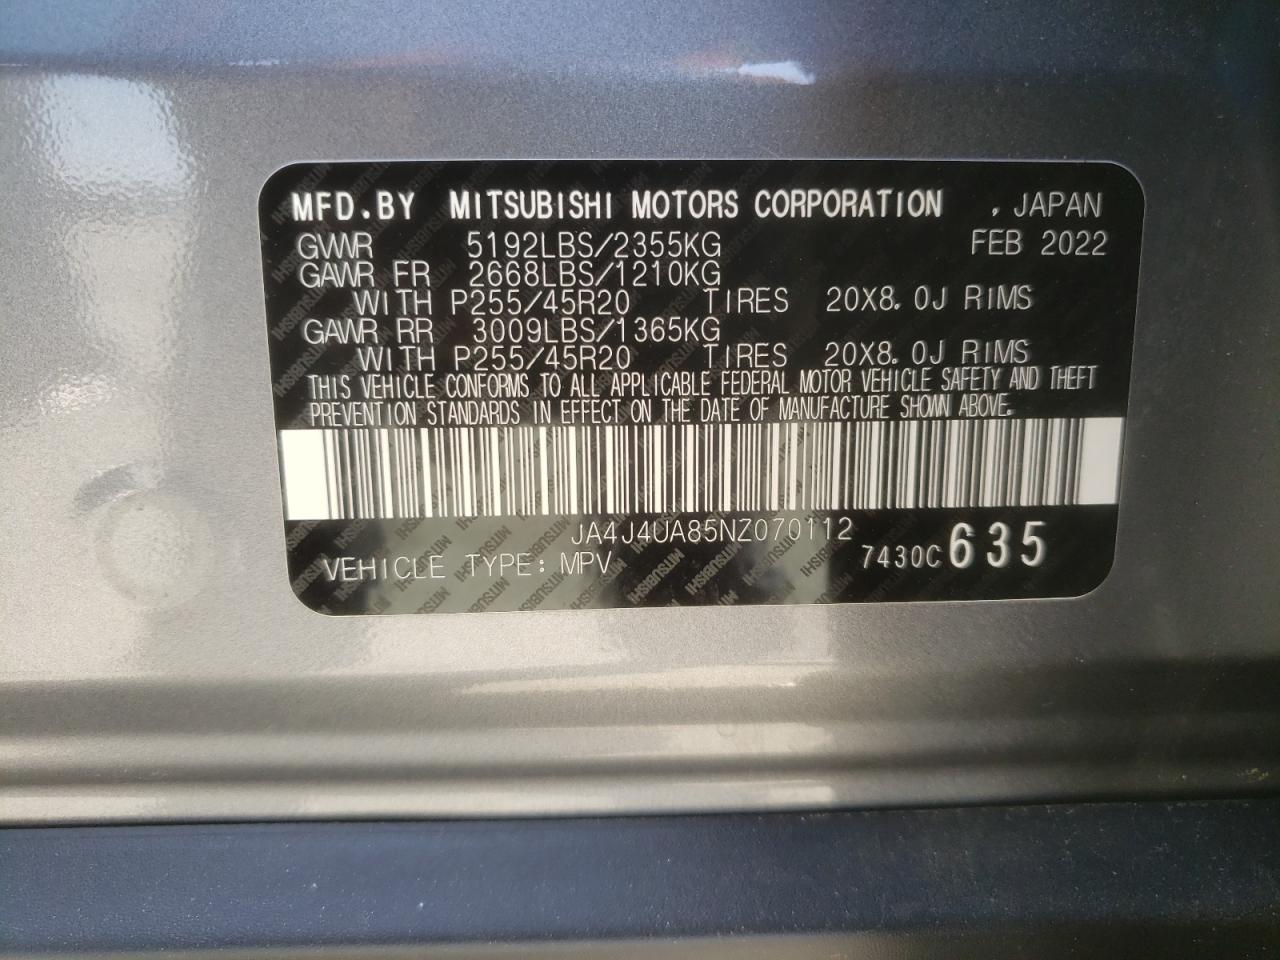 MFD.BY MITSUBISHI MOTORS CORPORATION , JAPAN
GVWR 5192LBS/2355KG FEB 2022
GAWR FR 2668LBS/1210KG
WITH P255/45R20 TIRES 20X8.0J RIMS
GAWR RR 3009LBS/1365KG
WITH P255/45R20 TIRES 20X8.0J RIMS
THIS VEHICLE CONFORMS TO ALL APPLICABLE FEDERAL MOTOR VEHICLE SAFETY AND THEFT
PREVENTION STANDARDS IN EFFECT ON THE DATE OF MANUFACTURE SHOWN ABOVE.
JA4J4UA85NZ070112
VEHICLE TYPE: MPV 7430C 635